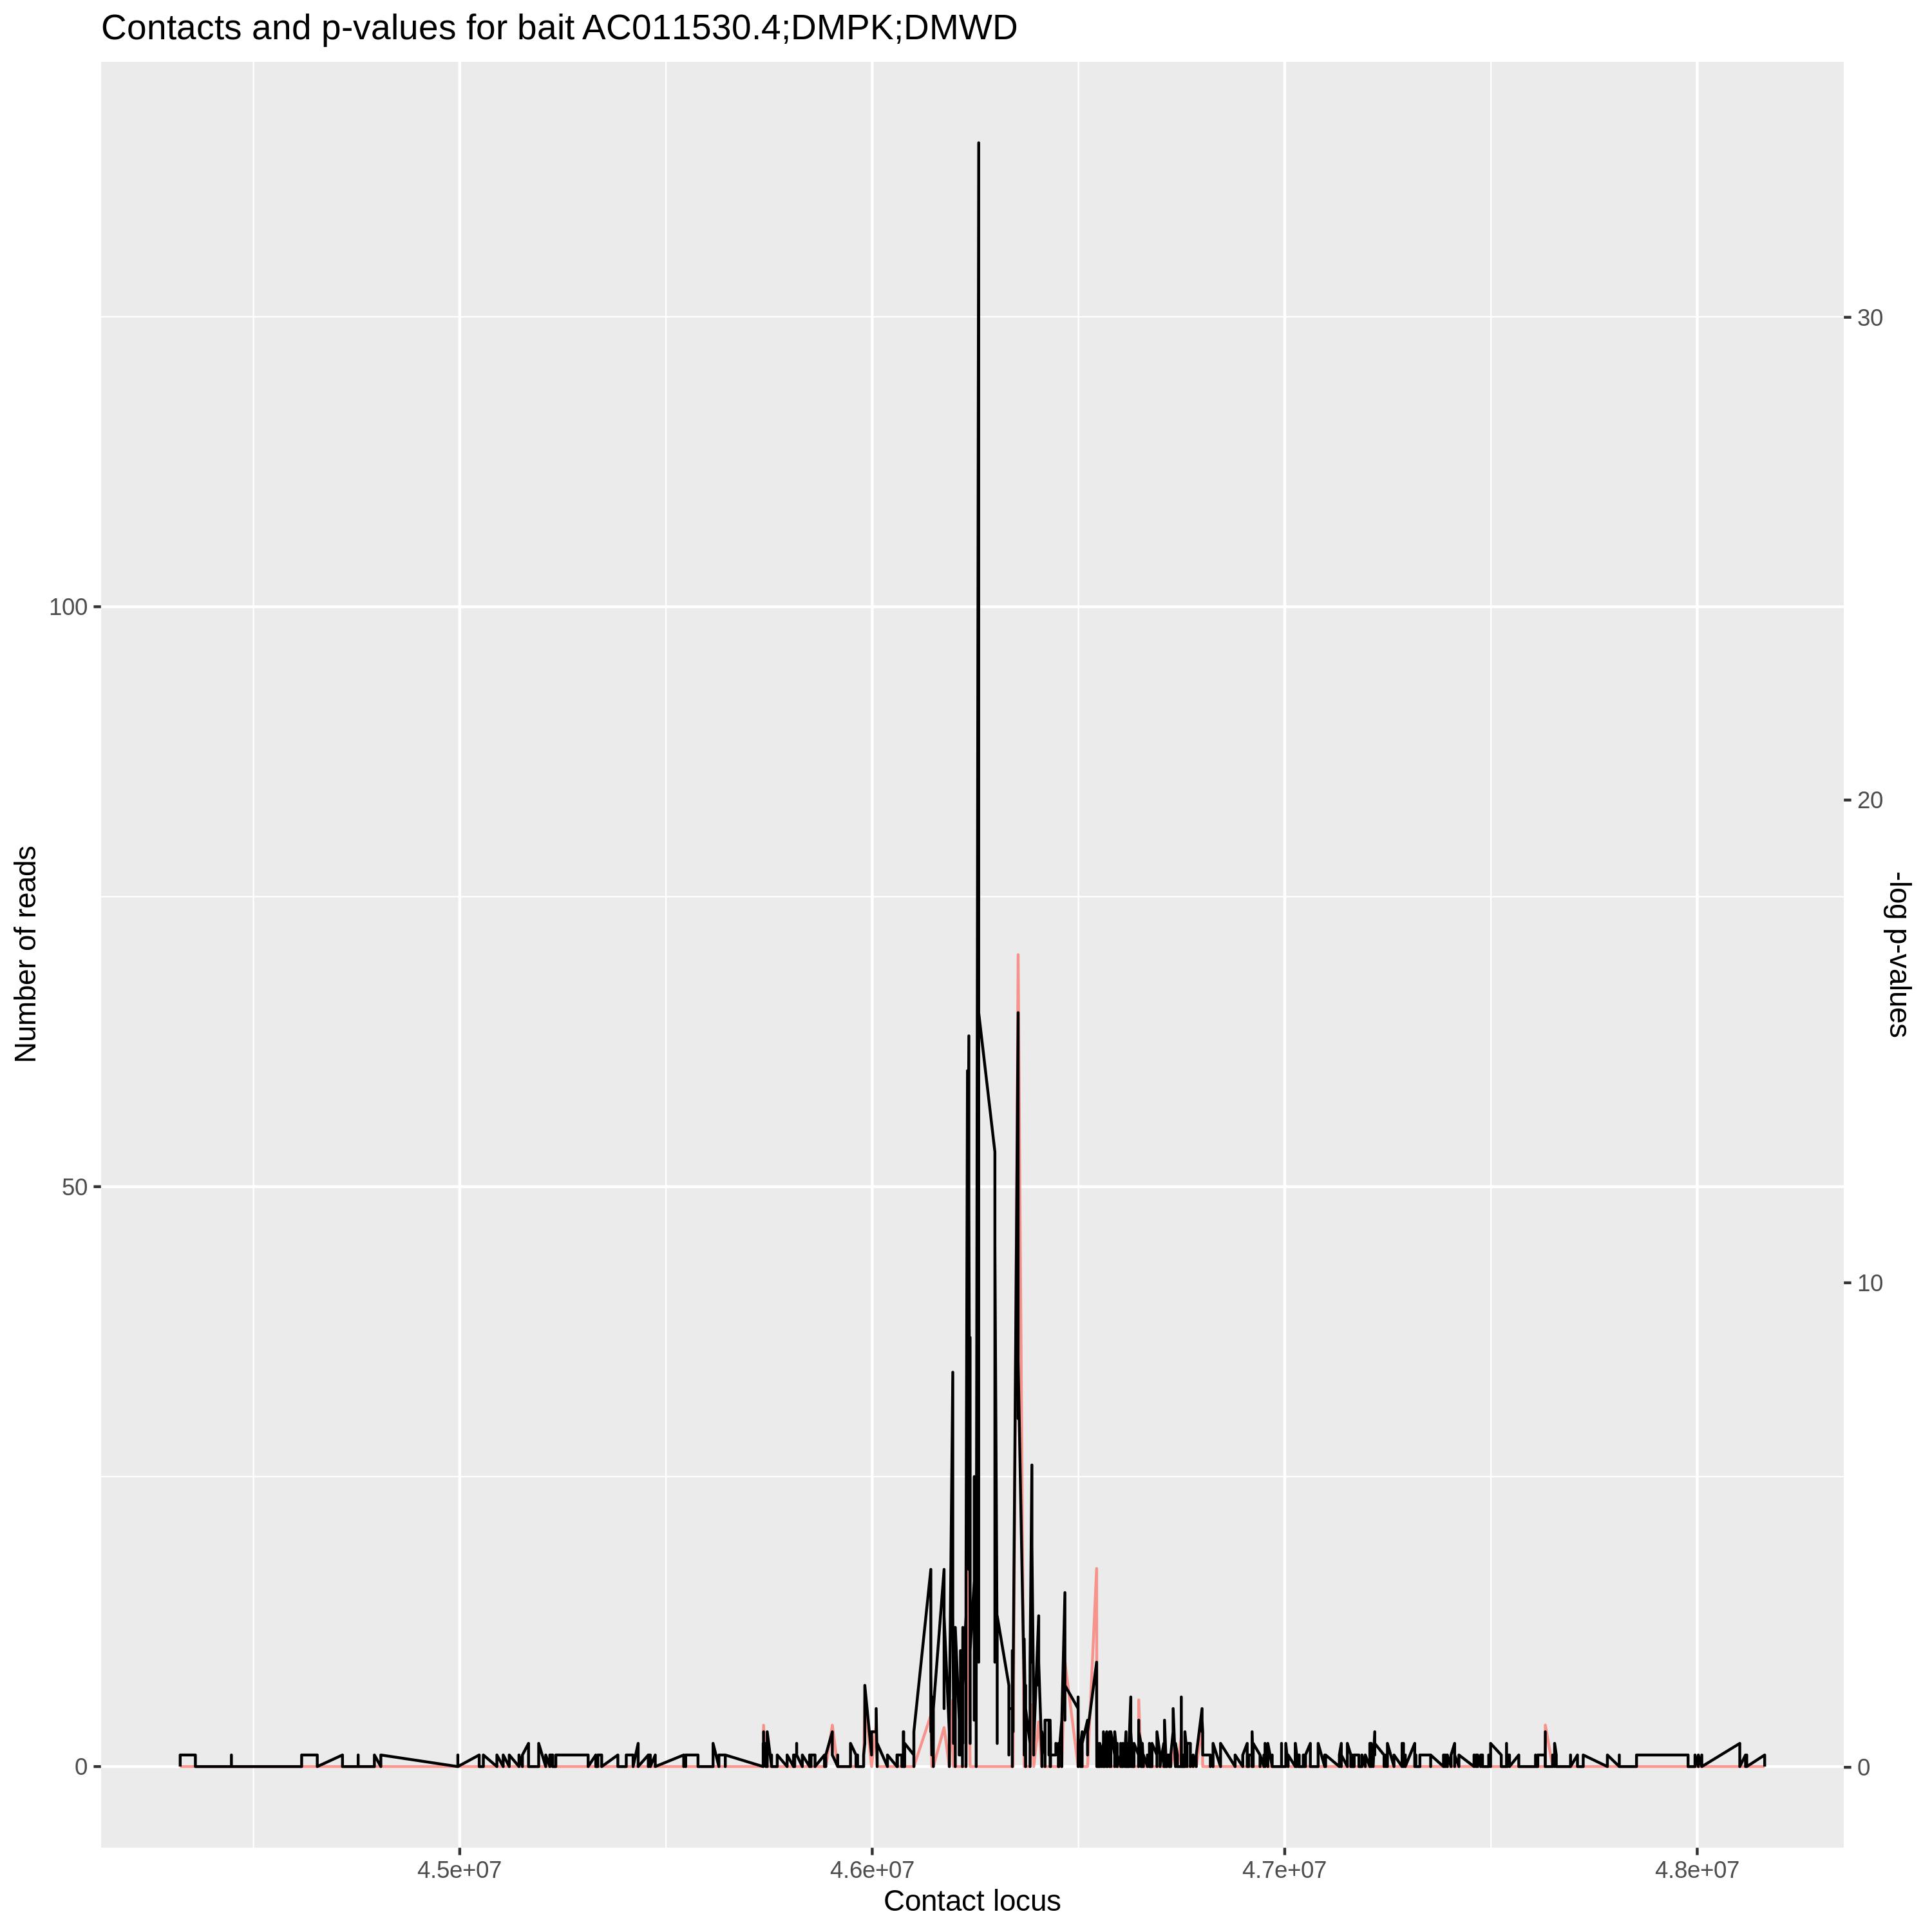 Contacts and p-values for bait AC011530.4;DMPK;DMWD
Number of reads
100
50
0
30
20
10
0
-log p-values
4.5e+07 4.6e+07 4.7e+07 4.8e+07
Contact locus